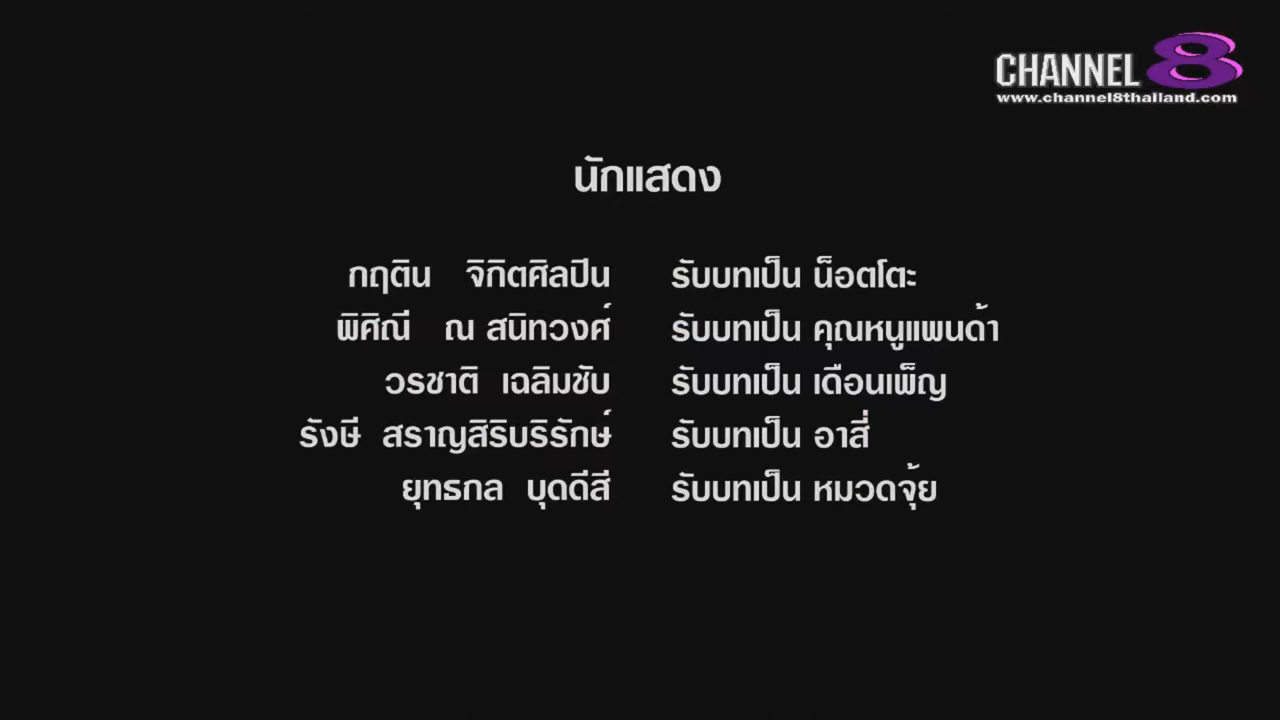 CHANNEL 8
www.channel8thailand.com
นักแสดง
กฤติน จิกิตศิลปิน รับบทเป็น น็อตโตะ
พิศิณี ณ สนิทวงศ์ รับบทเป็น คุณหนูแพนด้า
วรชาติ เฉลิมชับ รับบทเป็น เดือนเพ็ญ
รังษี สราญสิริบริรักษ์ รับบทเป็น อาสี่
ยุทธกล บุดดีสี รับบทเป็น หมวดจุ้ย